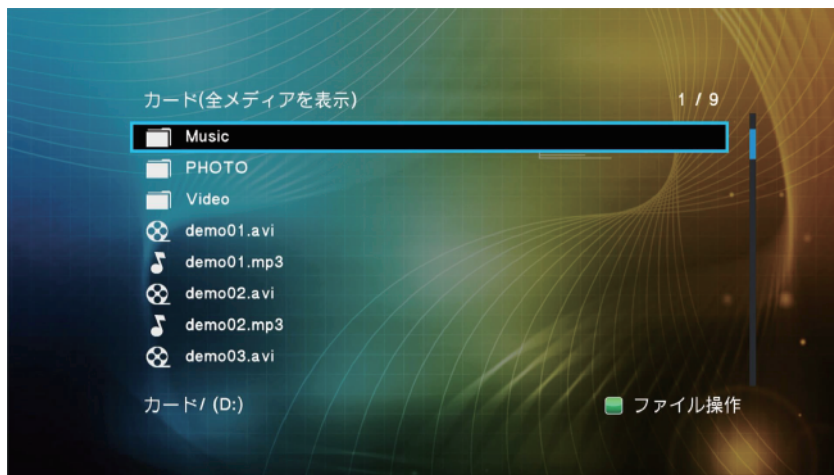 カード(全メディアを表示) 1 / 9
Music
PHOTO
Video
demo01.avi
demo01.mp3
demo02.avi
demo02.mp3
demo03.avi
カード/ (D:) ファイル操作